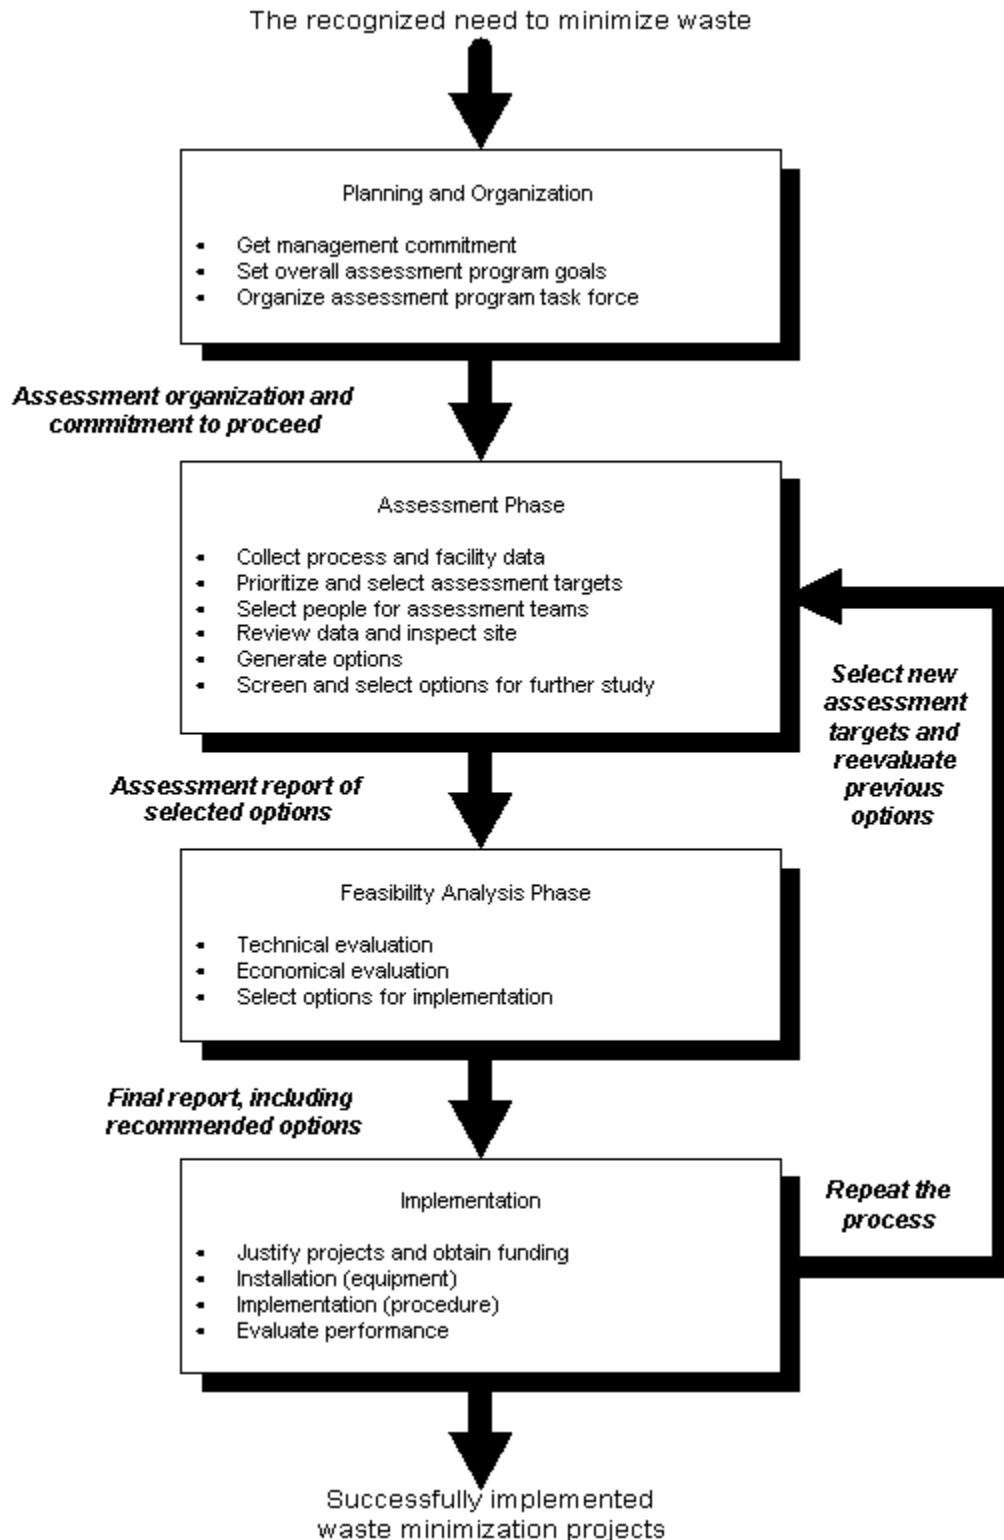 The recognized need to minimize waste
Planning and Organization
• Get management commitment
• Set overall assessment program goals
• Organize assessment program task force
Assessment organization and
commitment to proceed
Assessment Phase
• Collect process and facility data
• Prioritize and select assessment targets
• Select people for assessment teams
• Review data and inspect site
• Generate options
• Screen and select options for further study
Select new
assessment
targets and
reevaluate
previous
options
Assessment report of
selected options
Feasibility Analysis Phase
• Technical evaluation
• Economical evaluation
• Select options for implementation
Final report, including
recommended options
Implementation
• Justify projects and obtain funding
• Installation (equipment)
• Implementation (procedure)
• Evaluate performance
Repeat the
process
Successfully implemented
waste minimization projects